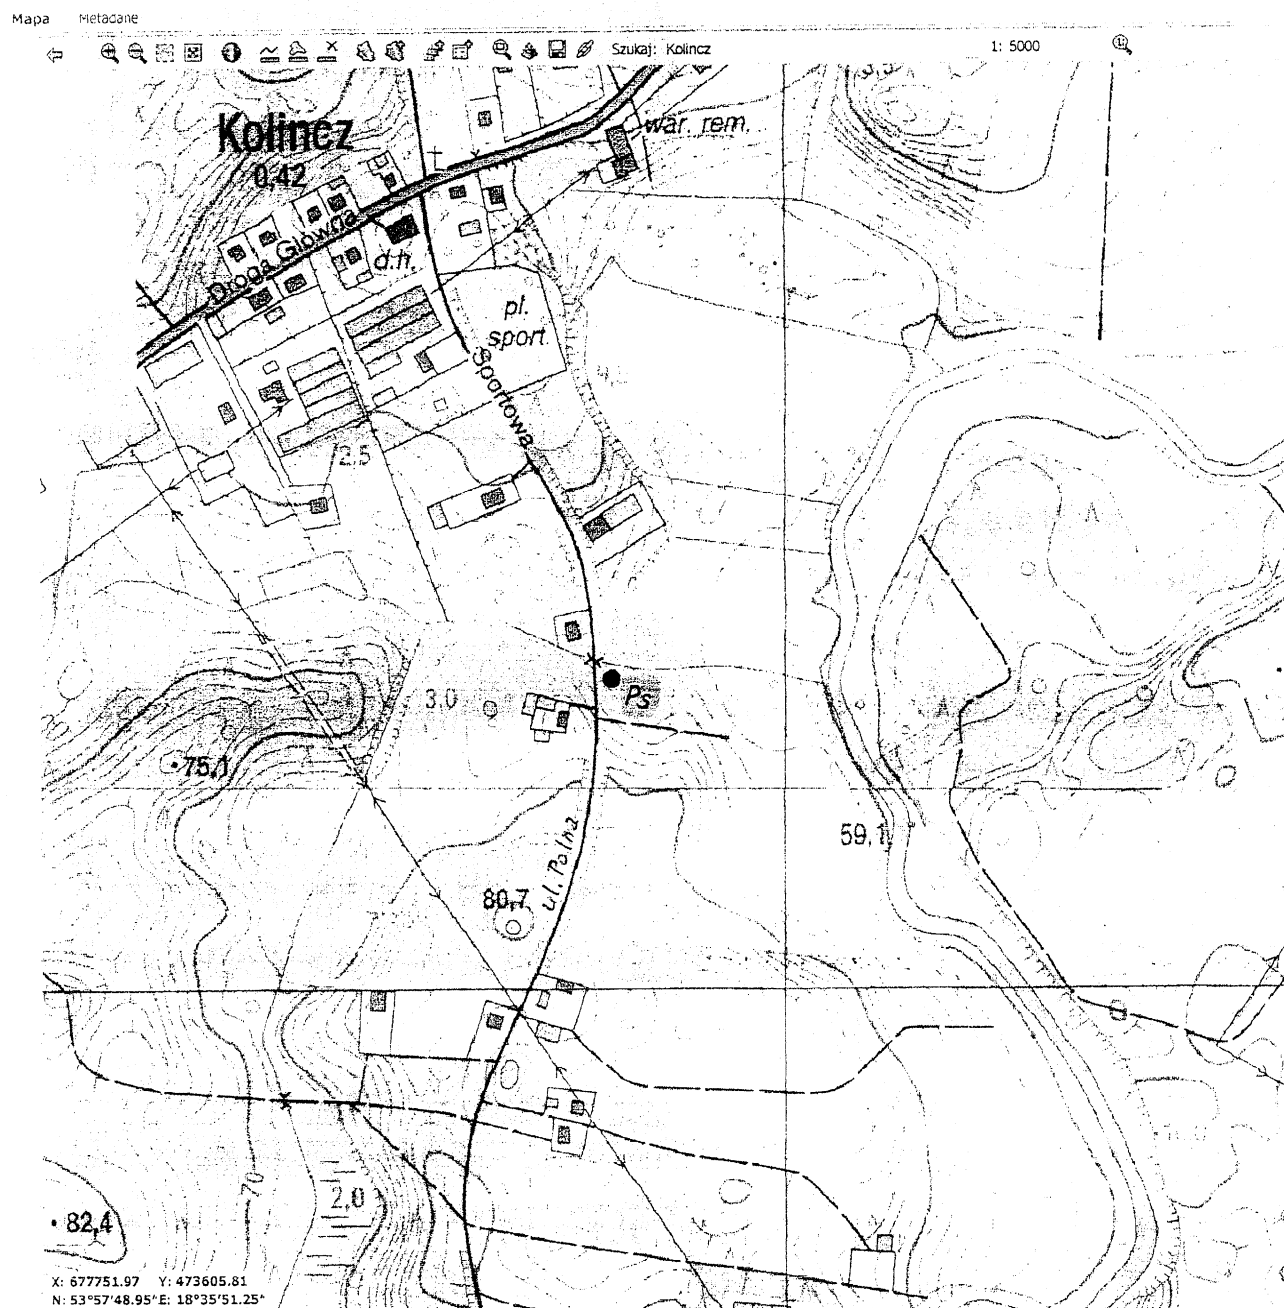 Mapa Metadane
Szukaj: Kolincz
1: 5000
Kolincz
0,42
war. rem.
Droga Główna
d.h.
pl.
sport.
Sportowa
2,5
A
3.0
Ps
75,1
59,1
ul. Polna
80,7
70
2,0
82,4
X: 677751.97 Y: 473605.81
N: 53°57'48.95" E: 18°35'51.25"